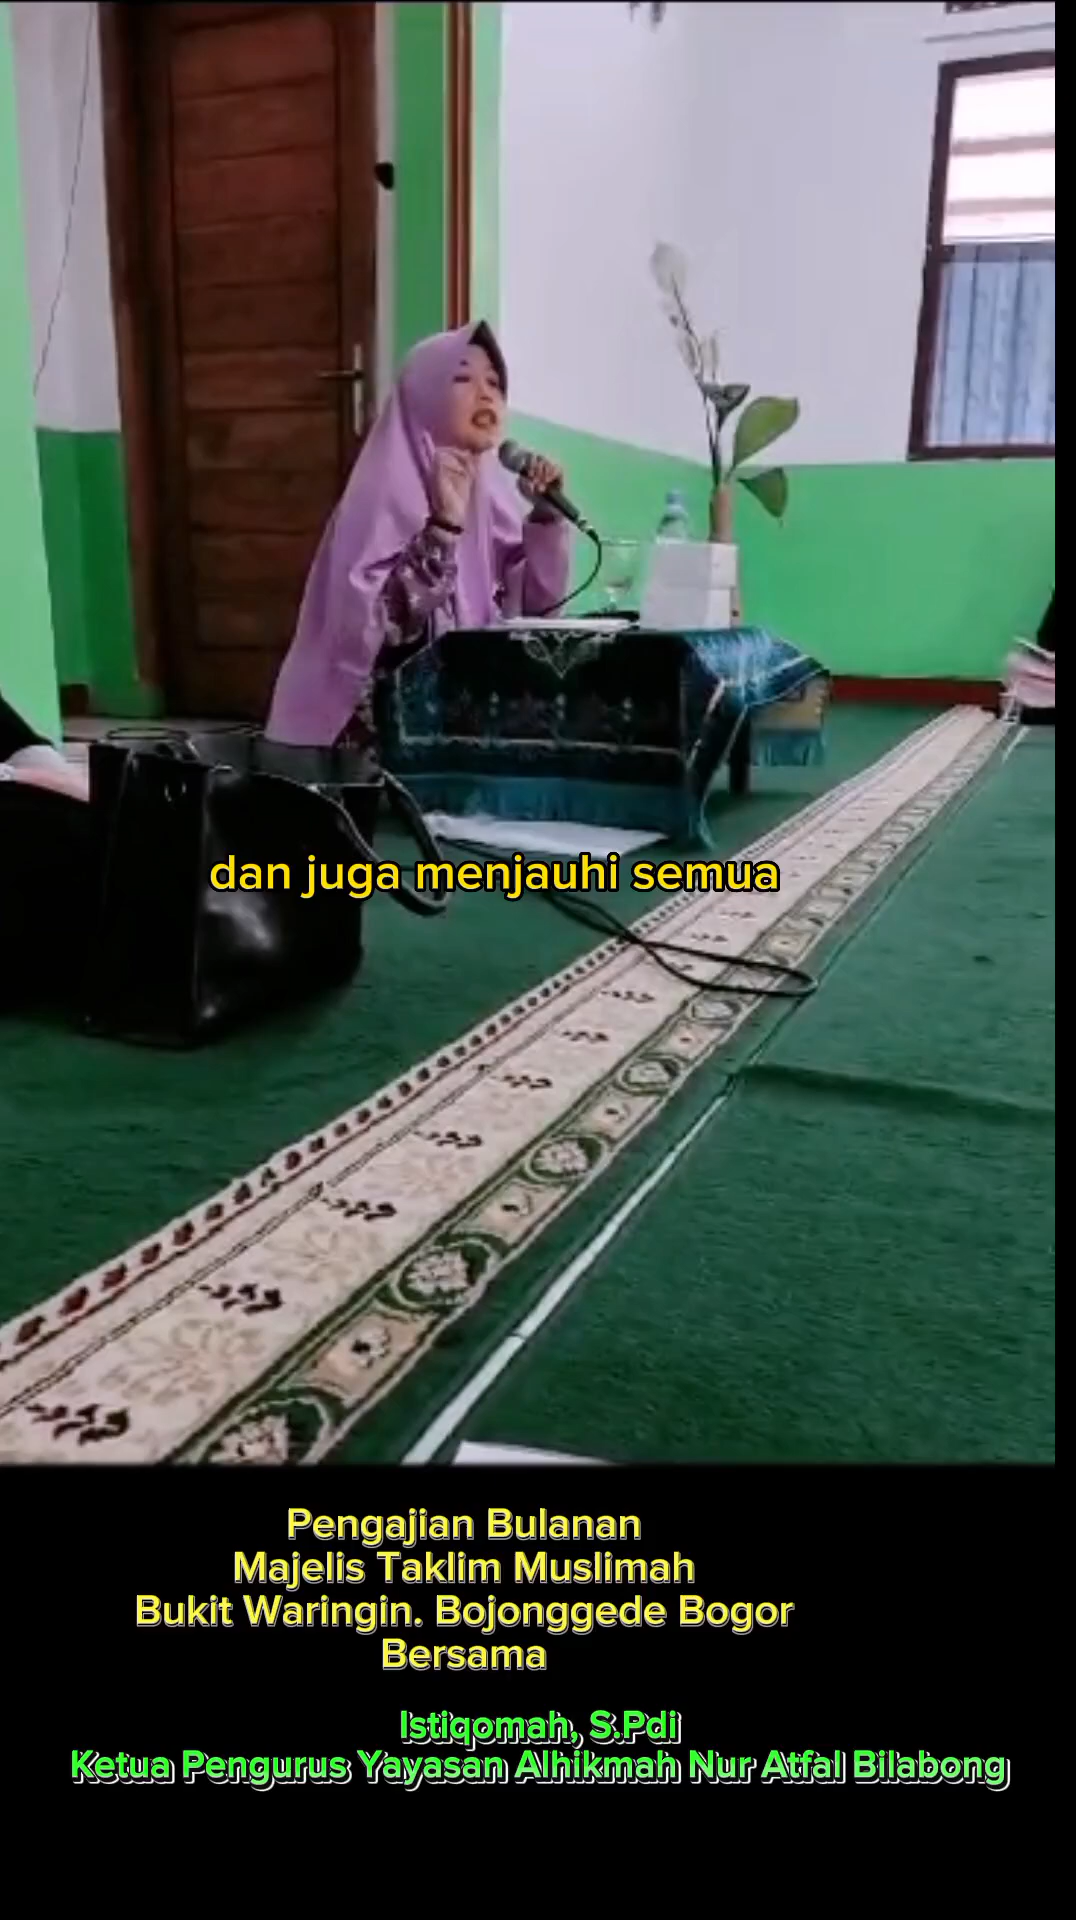 dan juga menjauhi semua
Pengajian Bulanan
Majelis Taklim Muslimah
Bukit Waringin. Bojonggede Bogor
Bersama
Istiqomah, S.Pdi
Ketua Pengurus Yayasan Alhikmah Nur Atfal Bilabong